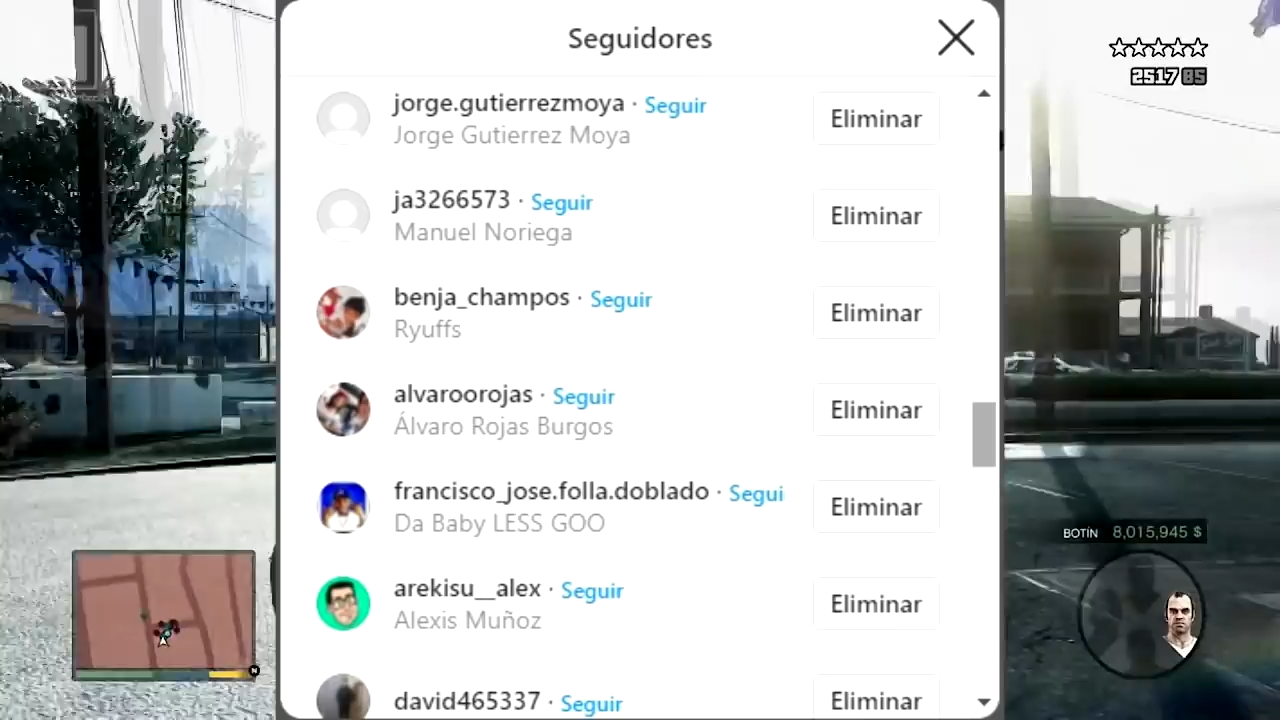 Seguidores
jorge.gutierrezmoya · Seguir
Jorge Gutierrez Moya
Eliminar
ja3266573 · Seguir
Manuel Noriega
Eliminar
benja_champos · Seguir
Ryuffs
Eliminar
alvaroorojas · Seguir
Álvaro Rojas Burgos
Eliminar
francisco_jose.folla.doblado · Segui
Da Baby LESS GOO
Eliminar
arekisu__alex · Seguir
Alexis Muñoz
Eliminar
david465337 · Seguir
Eliminar
2517 85
BOTÍN 8,015,945 $
N